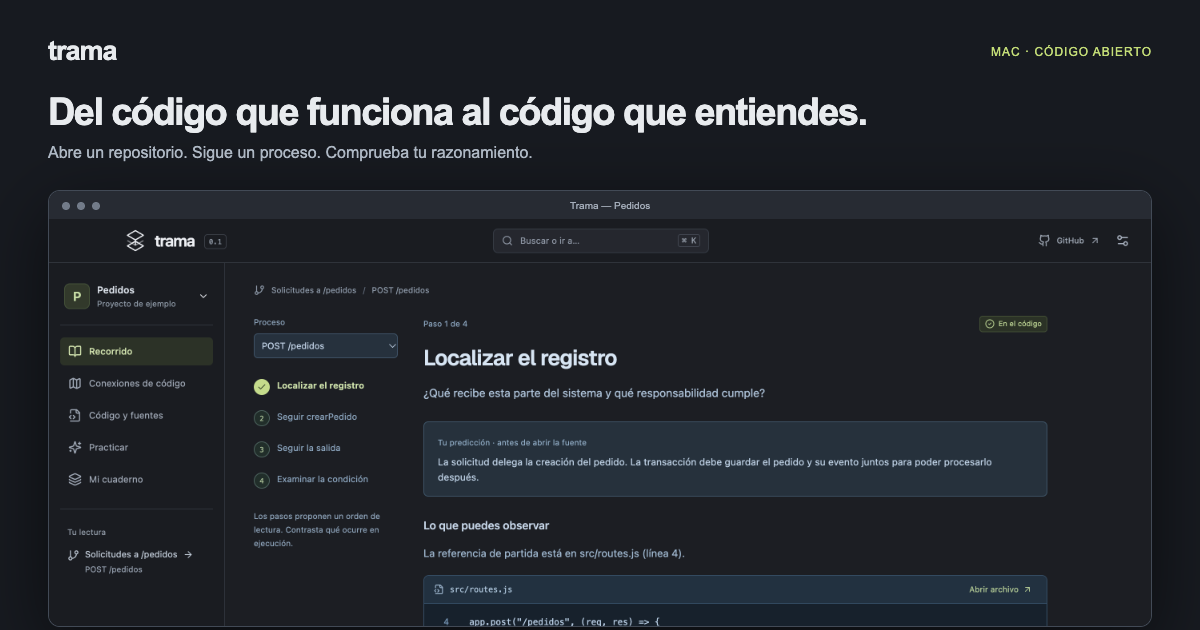 trama
MAC · CÓDIGO ABIERTO
Del código que funciona al código que entiendes.
Abre un repositorio. Sigue un proceso. Comprueba tu razonamiento.
Trama — Pedidos
trama 0.1
Buscar o ir a... ⌘ K
GitHub ↗
P
Pedidos
Proyecto de ejemplo
Recorrido
Conexiones de código
Código y fuentes
Practicar
Mi cuaderno
Tu lectura
Solicitudes a /pedidos →
POST /pedidos
Solicitudes a /pedidos / POST /pedidos
Proceso
POST /pedidos
Localizar el registro
2 Seguir crearPedido
3 Seguir la salida
4 Examinar la condición
Los pasos proponen un orden de
lectura. Contrasta qué ocurre en
ejecución.
Paso 1 de 4
En el código
Localizar el registro
¿Qué recibe esta parte del sistema y qué responsabilidad cumple?
Tu predicción · antes de abrir la fuente
La solicitud delega la creación del pedido. La transacción debe guardar el pedido y su evento juntos para poder procesarlo
después.
Lo que puedes observar
La referencia de partida está en src/routes.js (línea 4).
src/routes.js
Abrir archivo ↗
4 app.post("/pedidos", (req, res) => {